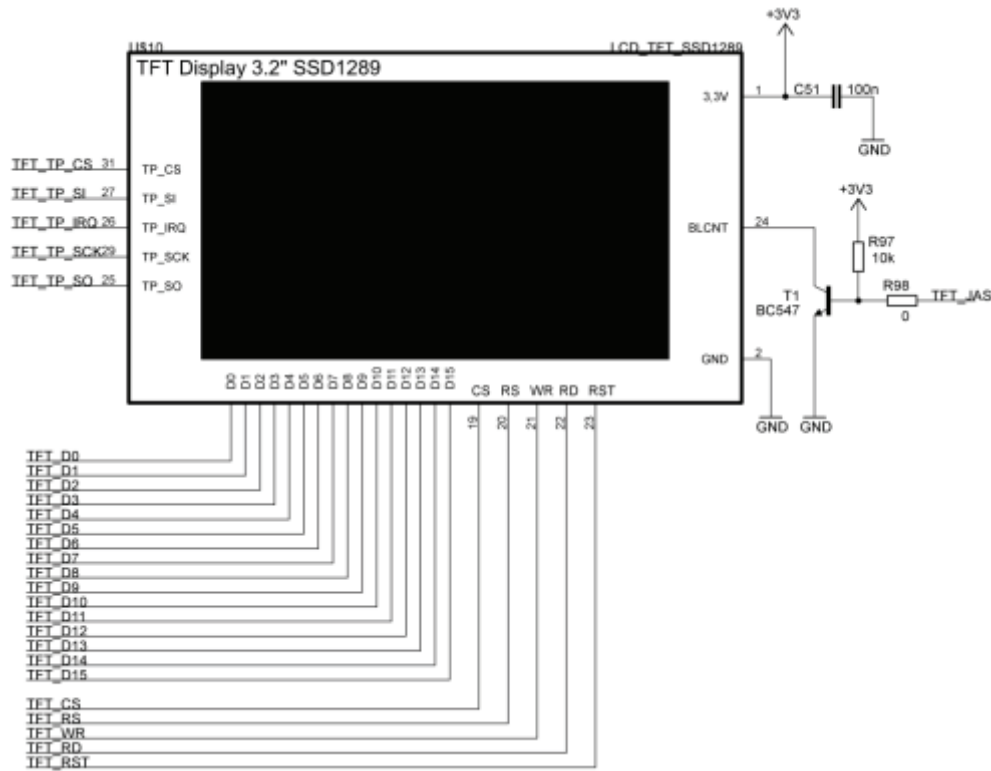 +3V3
U$10
LCD_TFT_SSD1289
TFT Display 3.2" SSD1289
3,3V
1
C51
100n
GND
TFT_TP_CS 31
TP_CS
TFT_TP_SI 27
TP_SI
TFT_TP_IRQ 26
TP_IRQ
TFT_TP_SCK 29
TP_SCK
TFT_TP_SO 25
TP_SO
+3V3
BLCNT
24
R97
10k
R98
0
TFT_JAS
T1
BC547
GND
2
GND
GND
D0 D1 D2 D3 D4 D5 D6 D7 D8 D9 D10 D11 D12 D13 D14 D15
CS RS WR RD RST
19 20 21 22 23
TFT_D0
TFT_D1
TFT_D2
TFT_D3
TFT_D4
TFT_D5
TFT_D6
TFT_D7
TFT_D8
TFT_D9
TFT_D10
TFT_D11
TFT_D12
TFT_D13
TFT_D14
TFT_D15
TFT_CS
TFT_RS
TFT_WR
TFT_RD
TFT_RST